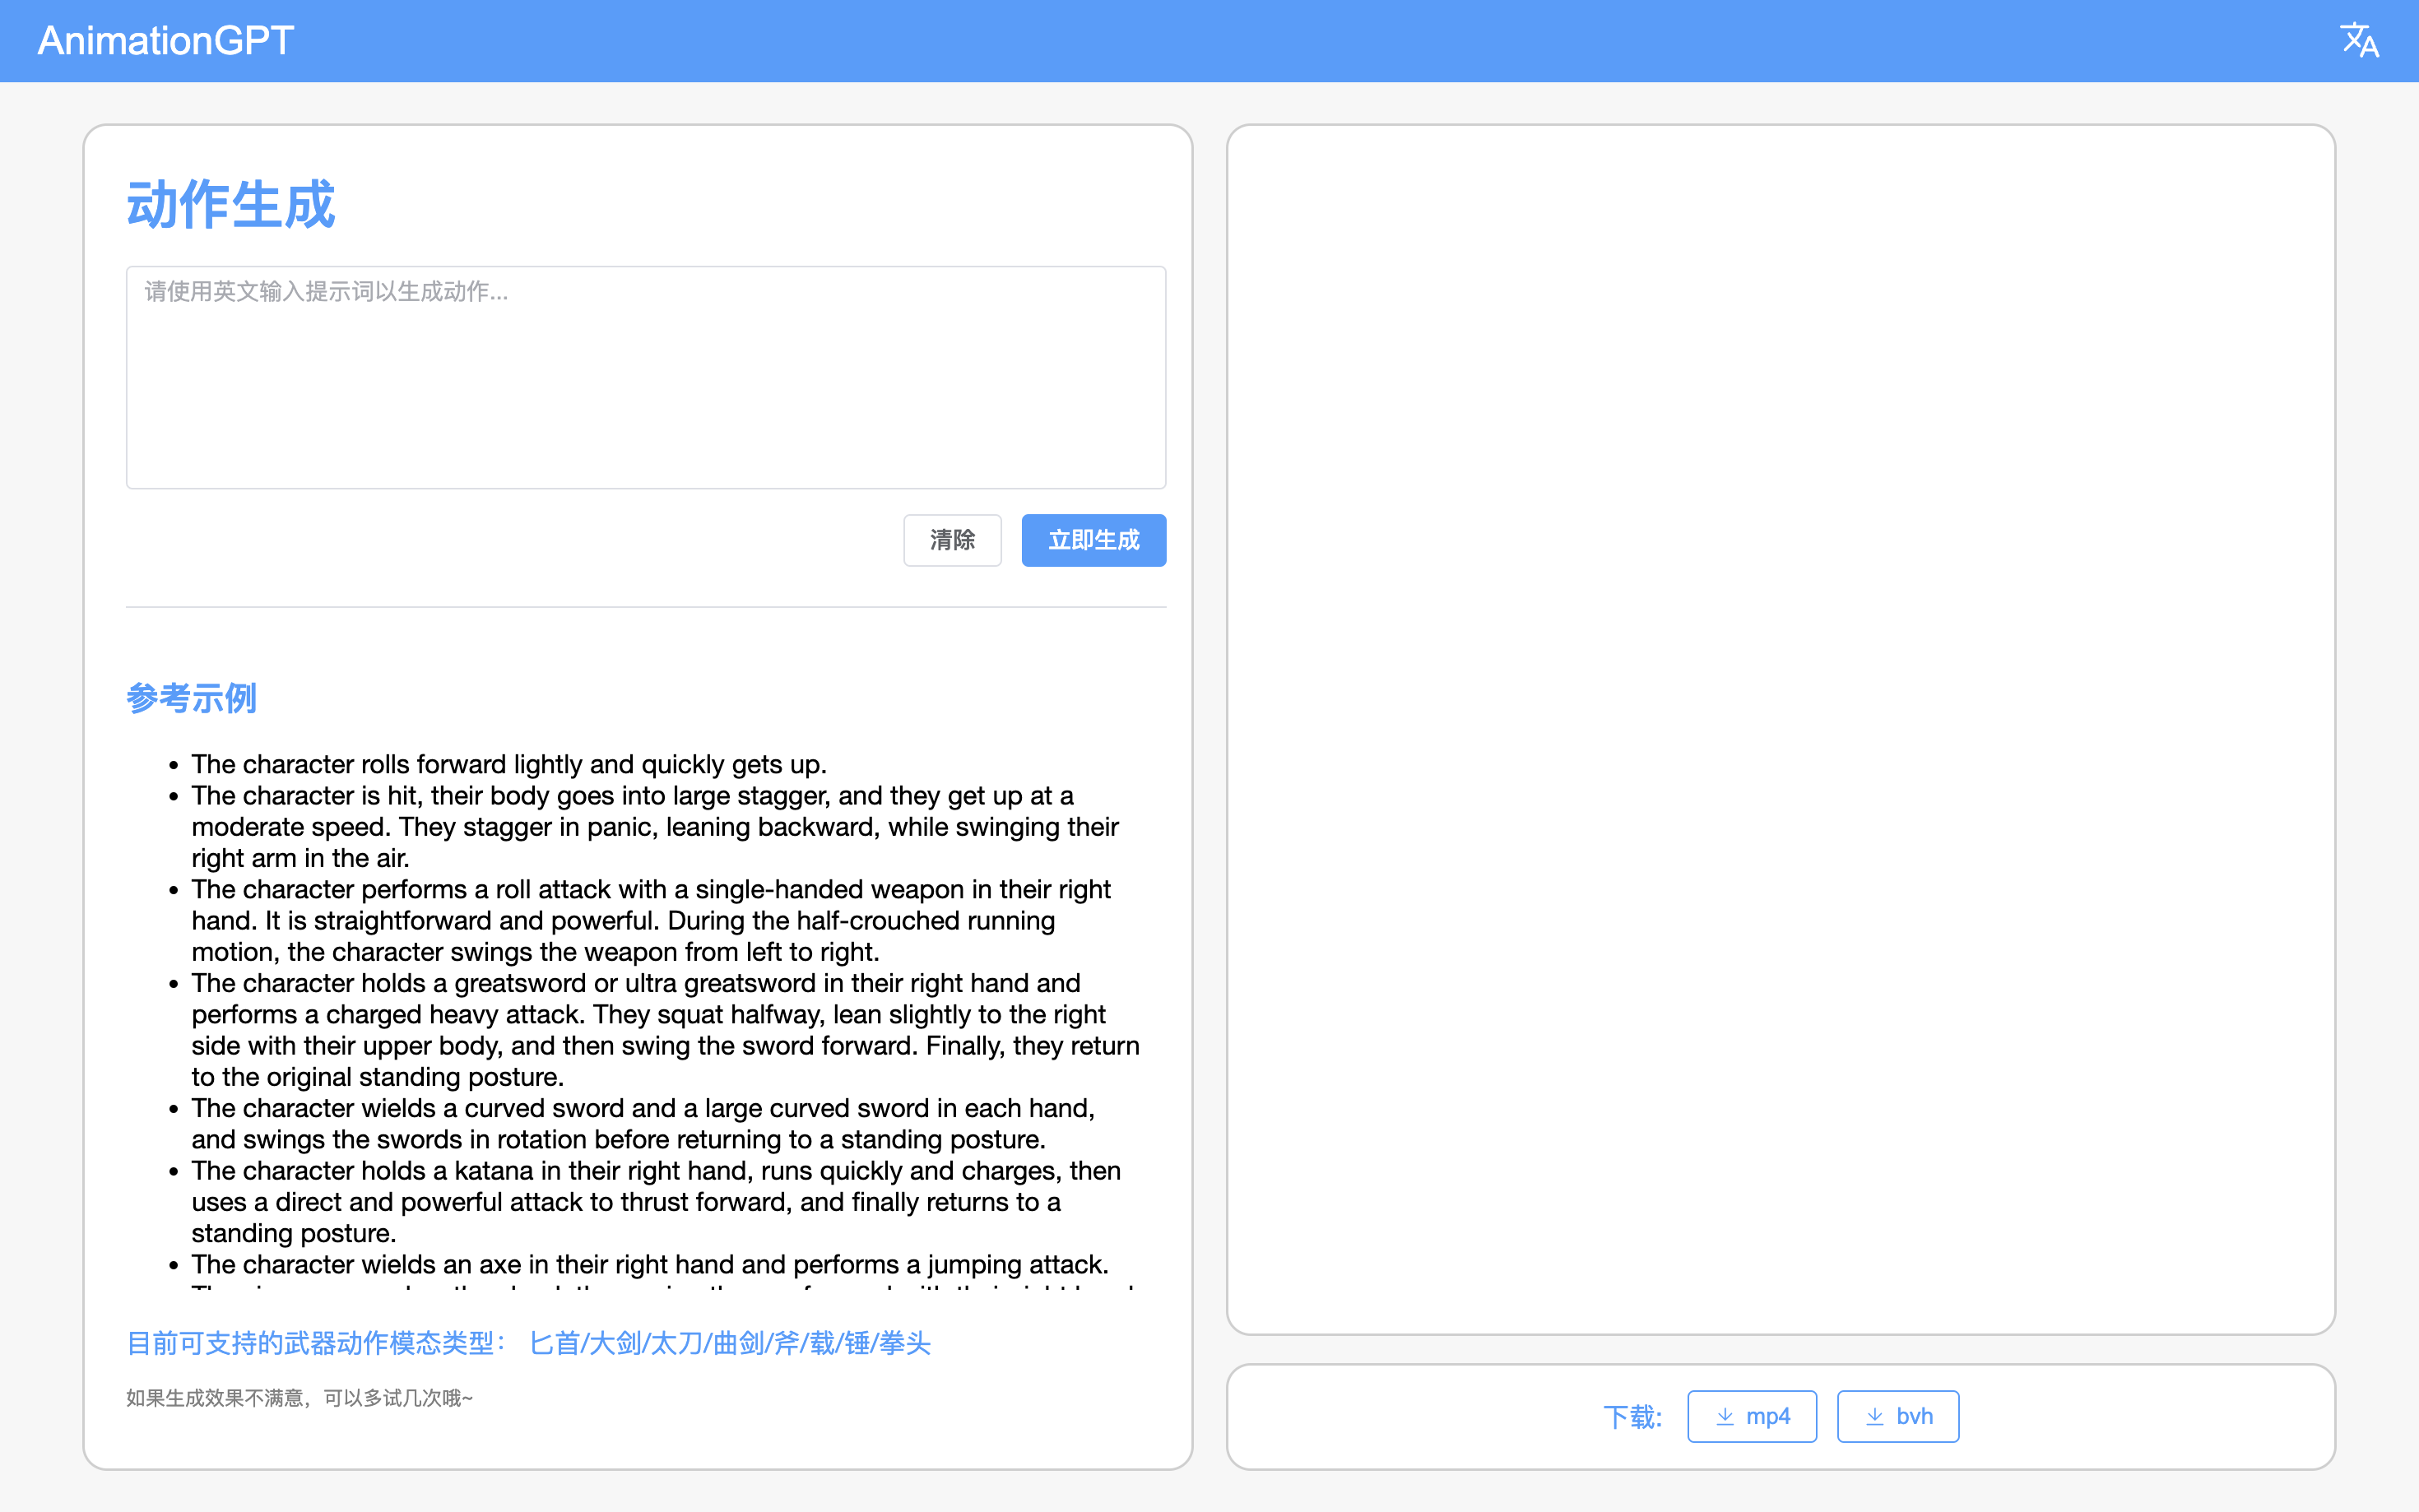 AnimationGPT
动作生成
请使用英文输入提示词以生成动作...
清除
立即生成
参考示例
The character rolls forward lightly and quickly gets up.
The character is hit, their body goes into large stagger, and they get up at a
moderate speed. They stagger in panic, leaning backward, while swinging their
right arm in the air.
The character performs a roll attack with a single-handed weapon in their right
hand. It is straightforward and powerful. During the half-crouched running
motion, the character swings the weapon from left to right.
The character holds a greatsword or ultra greatsword in their right hand and
performs a charged heavy attack. They squat halfway, lean slightly to the right
side with their upper body, and then swing the sword forward. Finally, they return
to the original standing posture.
The character wields a curved sword and a large curved sword in each hand,
and swings the swords in rotation before returning to a standing posture.
The character holds a katana in their right hand, runs quickly and charges, then
uses a direct and powerful attack to thrust forward, and finally returns to a
standing posture.
The character wields an axe in their right hand and performs a jumping attack.
目前可支持的武器动作模态类型： 匕首/大剑/太刀/曲剑/斧/载/锤/拳头
如果生成效果不满意，可以多试几次哦~
下载:
mp4
bvh